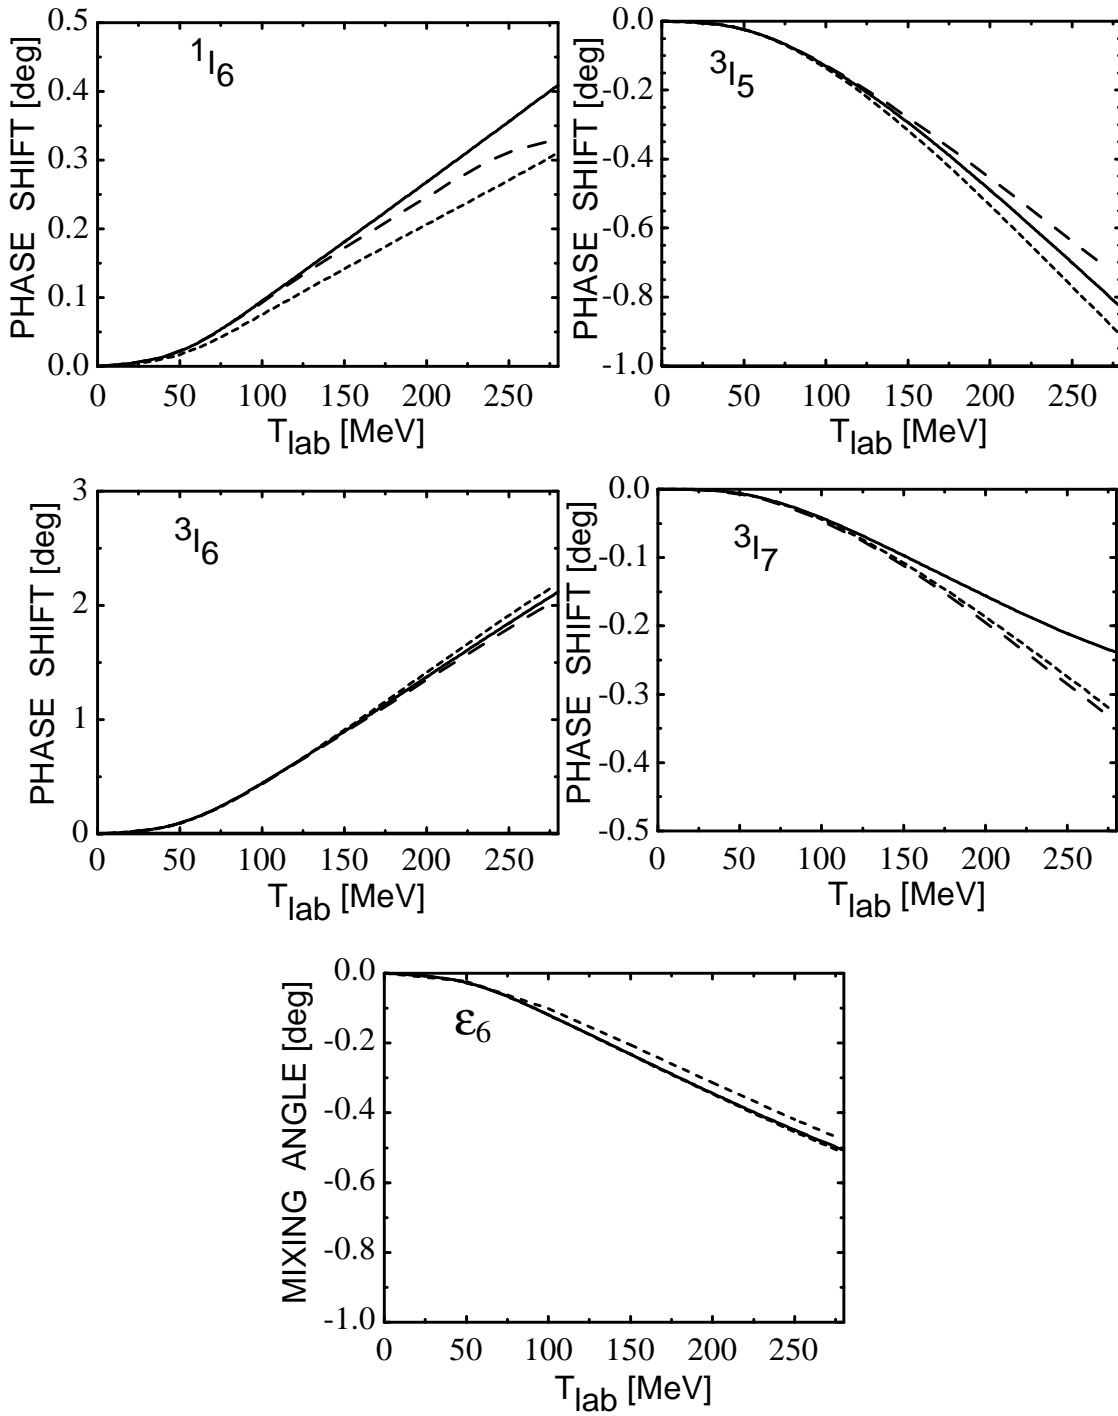 0.5
0.4
0.3
0.2
0.1
0.0
PHASE SHIFT [deg]
¹I₆
0 50 100 150 200 250
T_lab [MeV]
0.0
-0.2
-0.4
-0.6
-0.8
-1.0
PHASE SHIFT [deg]
³I₅
0 50 100 150 200 250
T_lab [MeV]
3
2
1
0
PHASE SHIFT [deg]
³I₆
0 50 100 150 200 250
T_lab [MeV]
0.0
-0.1
-0.2
-0.3
-0.4
-0.5
PHASE SHIFT [deg]
³I₇
0 50 100 150 200 250
T_lab [MeV]
0.0
-0.2
-0.4
-0.6
-0.8
-1.0
MIXING ANGLE [deg]
ε₆
0 50 100 150 200 250
T_lab [MeV]